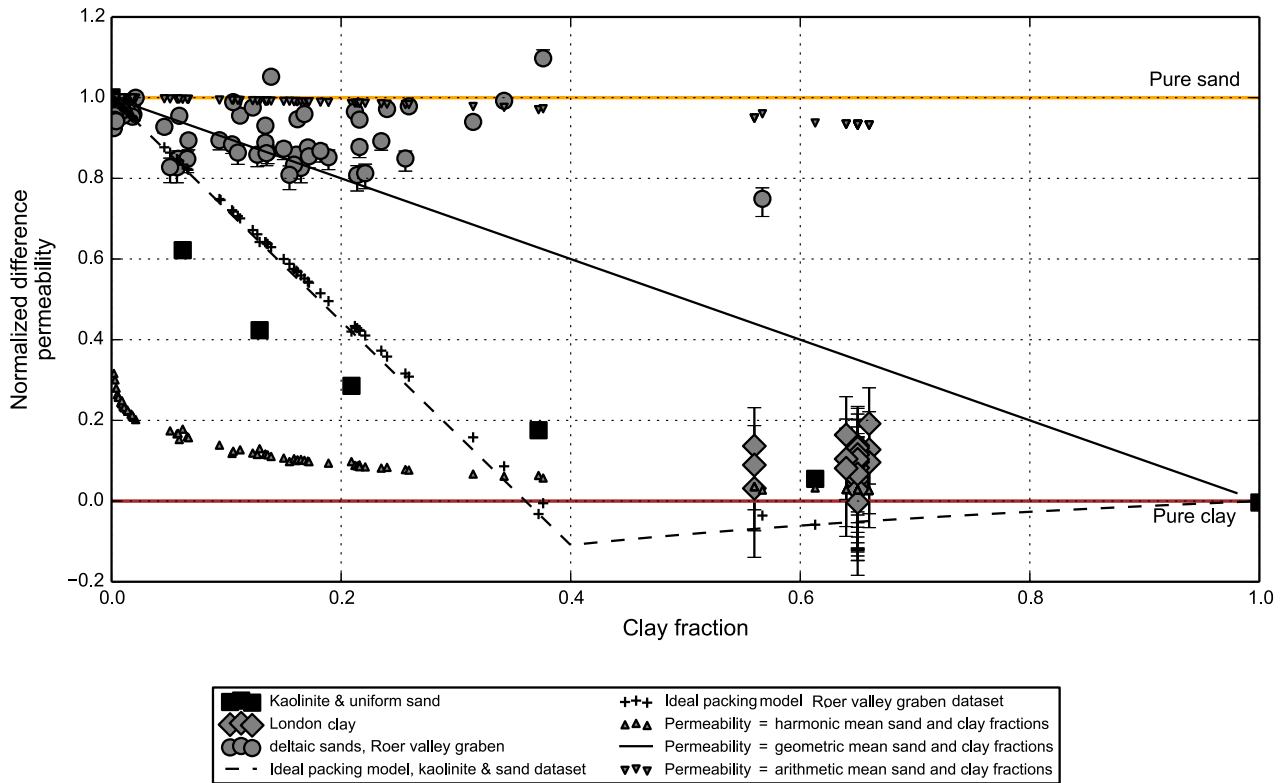 1.2
1.0
0.8
0.6
0.4
0.2
0.0
−0.2
Normalized difference
permeability
Pure sand
Pure clay
0.0 0.2 0.4 0.6 0.8 1.0
Clay fraction
Kaolinite & uniform sand
London clay
deltaic sands, Roer valley graben
Ideal packing model, kaolinite & sand dataset
Ideal packing model Roer valley graben dataset
Permeability = harmonic mean sand and clay fractions
Permeability = geometric mean sand and clay fractions
Permeability = arithmetic mean sand and clay fractions